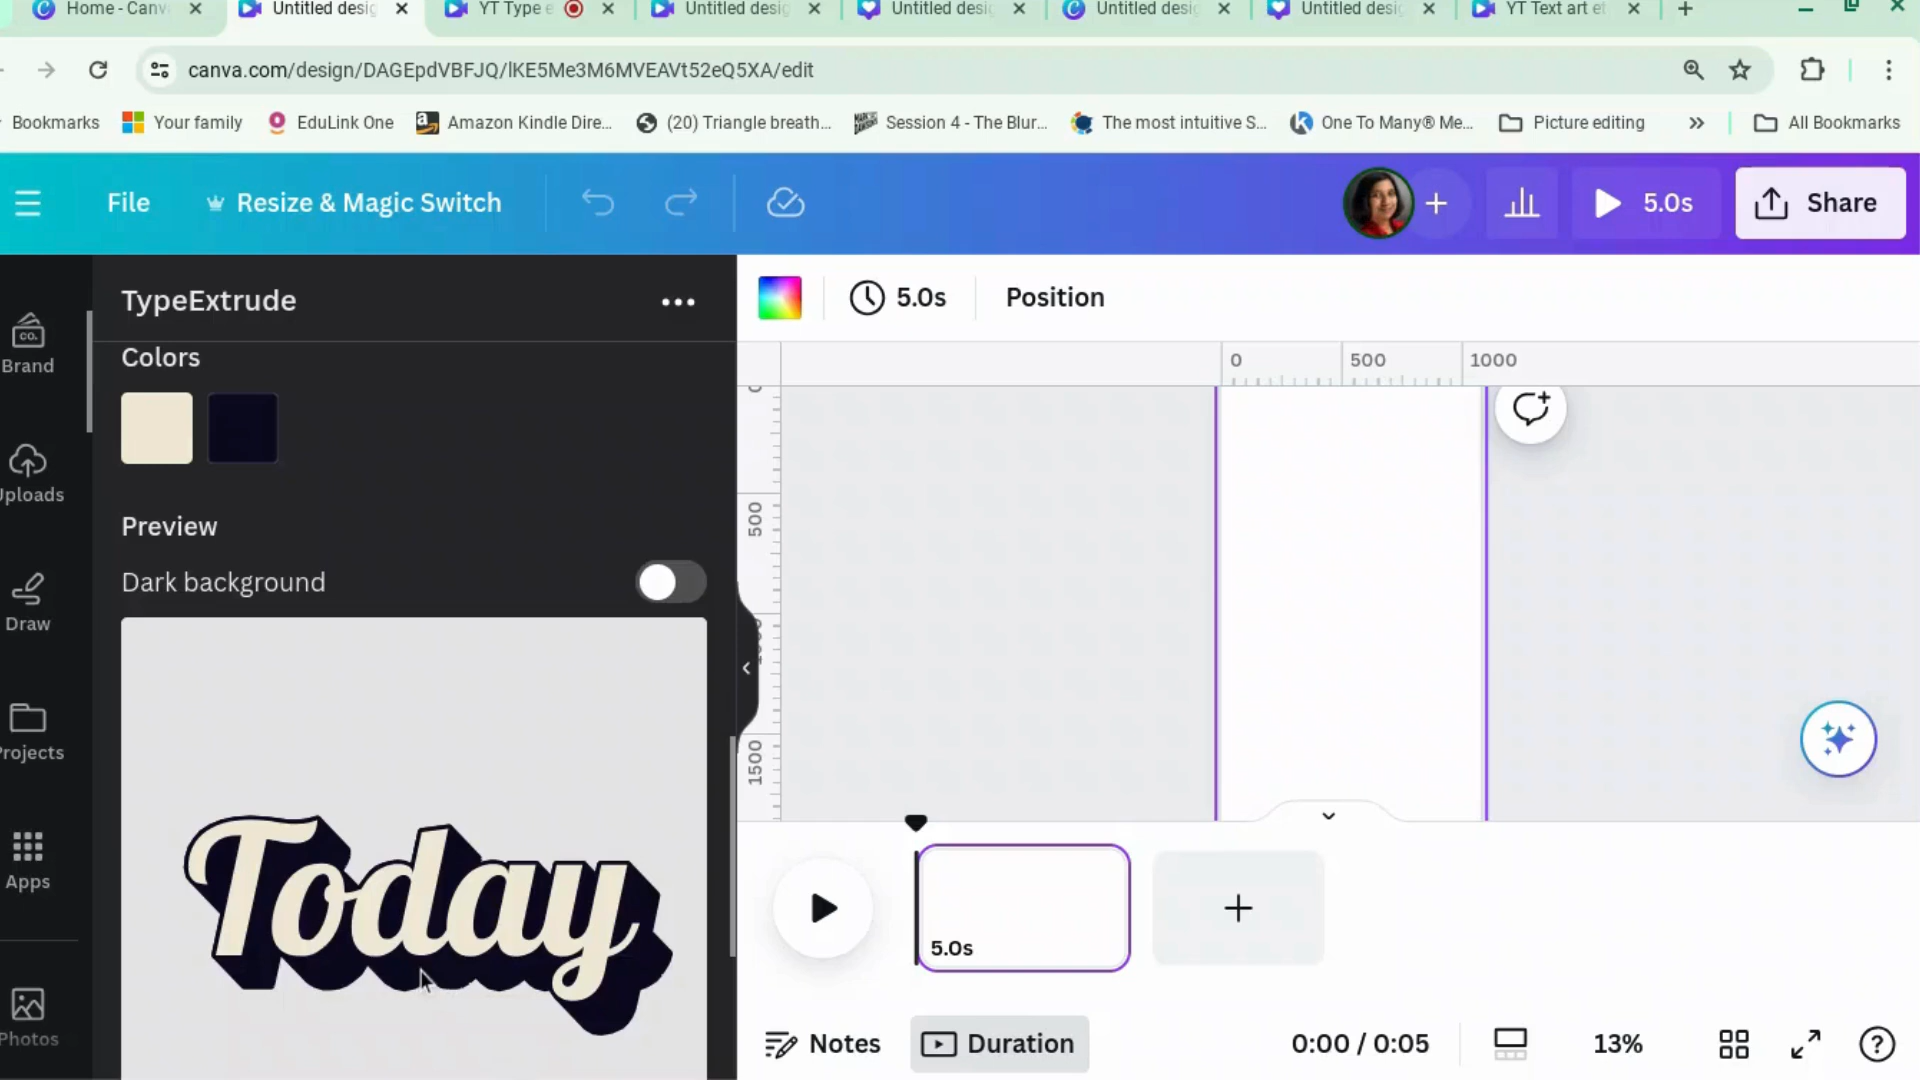 Home - Canv
Untitled desig
YT Type e
Untitled desig
Untitled desig
Untitled desig
Untitled desig
YT Text art et
canva.com/design/DAGEpdVBFJQ/lKE5Me3M6MVEAVt52eQ5XA/edit
Bookmarks
Your family
EduLink One
Amazon Kindle Dire...
(20) Triangle breath...
Session 4 - The Blur...
The most intuitive S...
One To Many® Me...
Picture editing
All Bookmarks
File
Resize & Magic Switch
5.0s
Share
TypeExtrude
5.0s
Position
CO.
Brand
Uploads
Draw
Projects
Apps
Photos
Colors
Preview
Dark background
Today
0
500
1000
0
500
1500
5.0s
Notes
Duration
0:00 / 0:05
13%